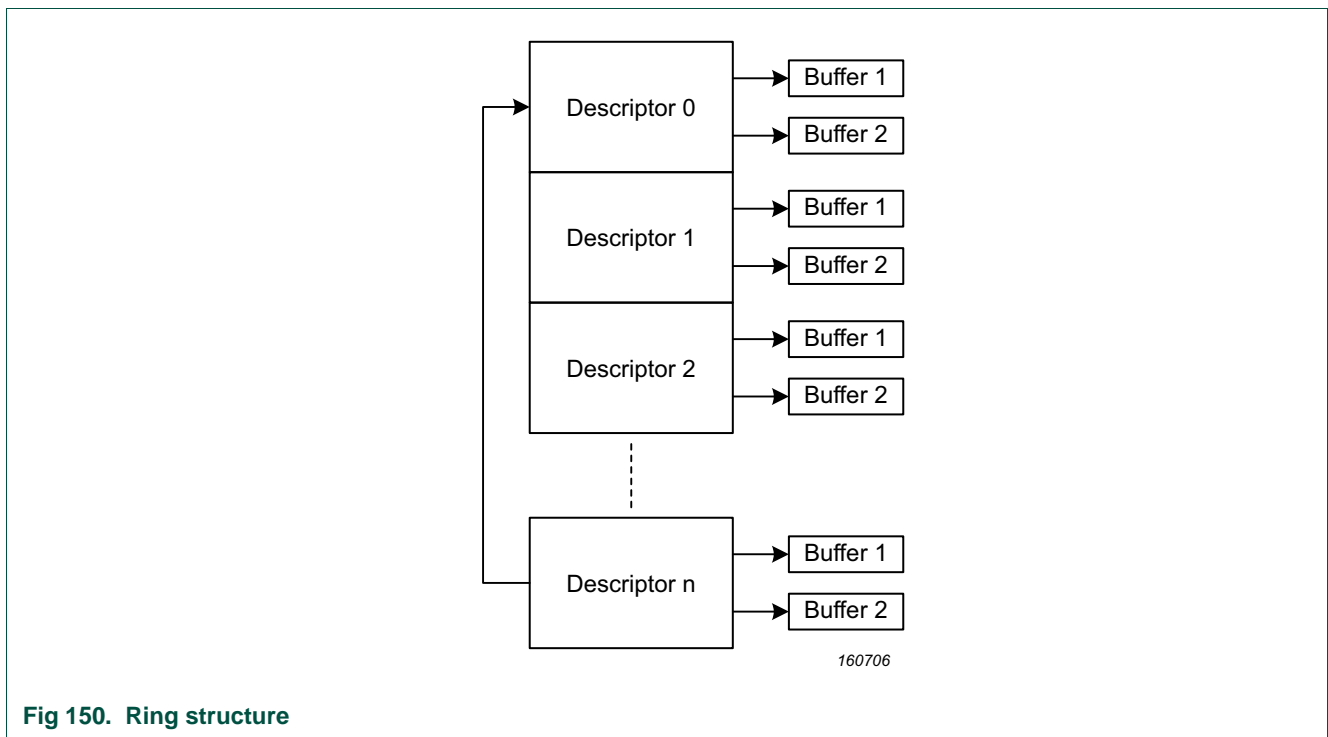 Descriptor 0
Buffer 1
Buffer 2
Descriptor 1
Buffer 1
Buffer 2
Descriptor 2
Buffer 1
Buffer 2
Descriptor n
Buffer 1
Buffer 2
160706
Fig 150. Ring structure